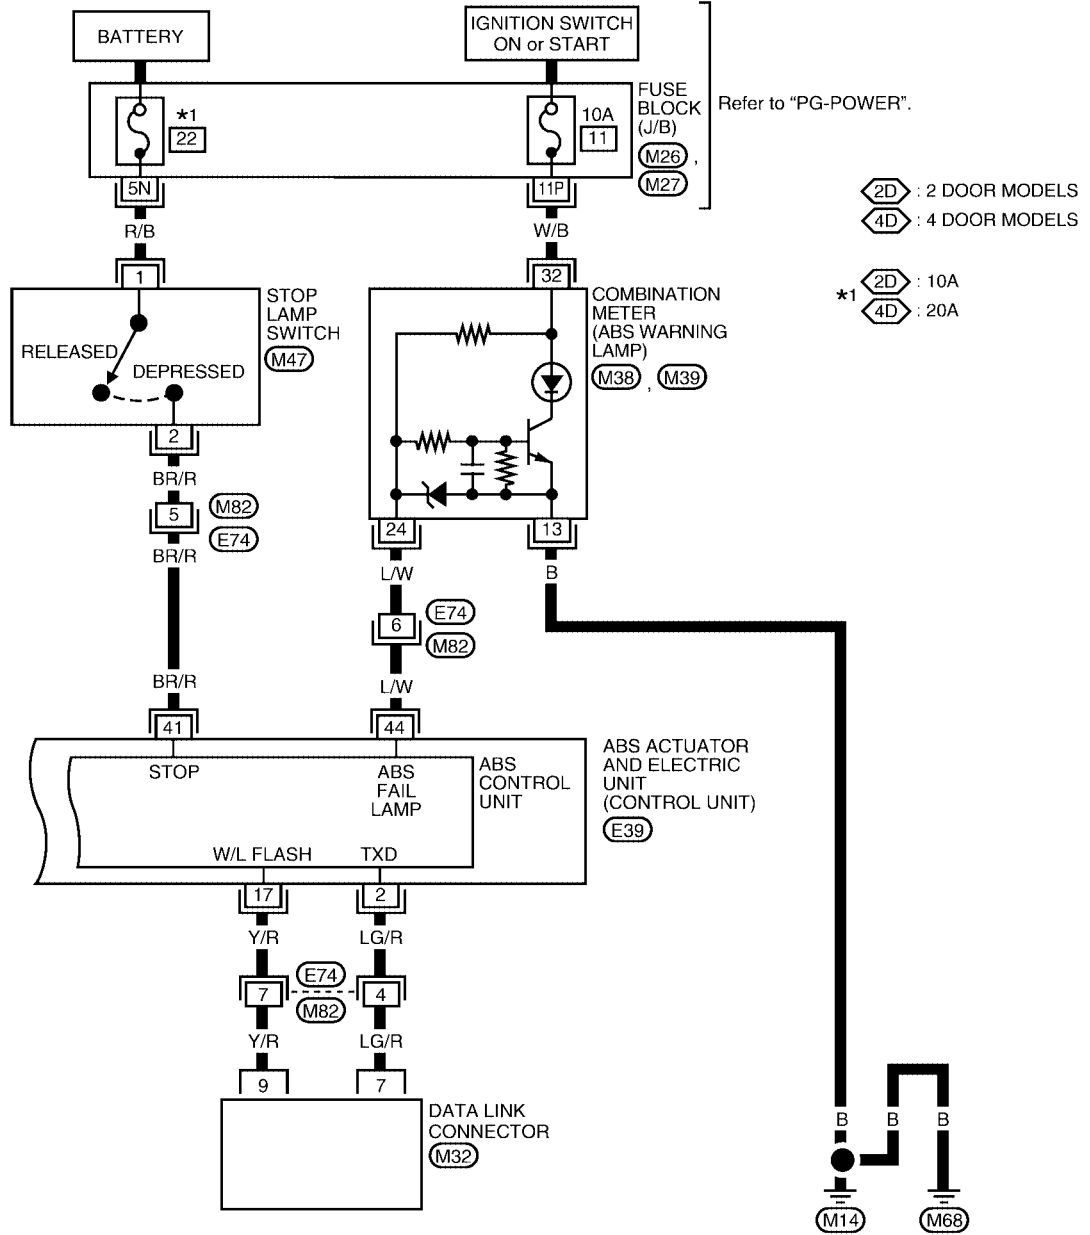 BATTERY
IGNITION SWITCH
ON or START
FUSE
BLOCK
(J/B)
M26 ,
M27
Refer to “PG-POWER”.
*1
22
10A
11
5N
11P
2D : 2 DOOR MODELS
4D : 4 DOOR MODELS
R/B
W/B
1
32
*1
2D : 10A
4D : 20A
STOP
LAMP
SWITCH
M47
RELEASED
DEPRESSED
COMBINATION
METER
(ABS WARNING
LAMP)
M38 , M39
2
BR/R
5
M82
E74
BR/R
24
13
L/W
B
6
E74
M82
BR/R
L/W
41
44
STOP
ABS
FAIL
LAMP
ABS
CONTROL
UNIT
ABS ACTUATOR
AND ELECTRIC
UNIT
(CONTROL UNIT)
E39
W/L FLASH
TXD
17
2
Y/R
LG/R
7
E74
M82
4
Y/R
LG/R
9
7
DATA LINK
CONNECTOR
M32
B
B
B
M14
M68